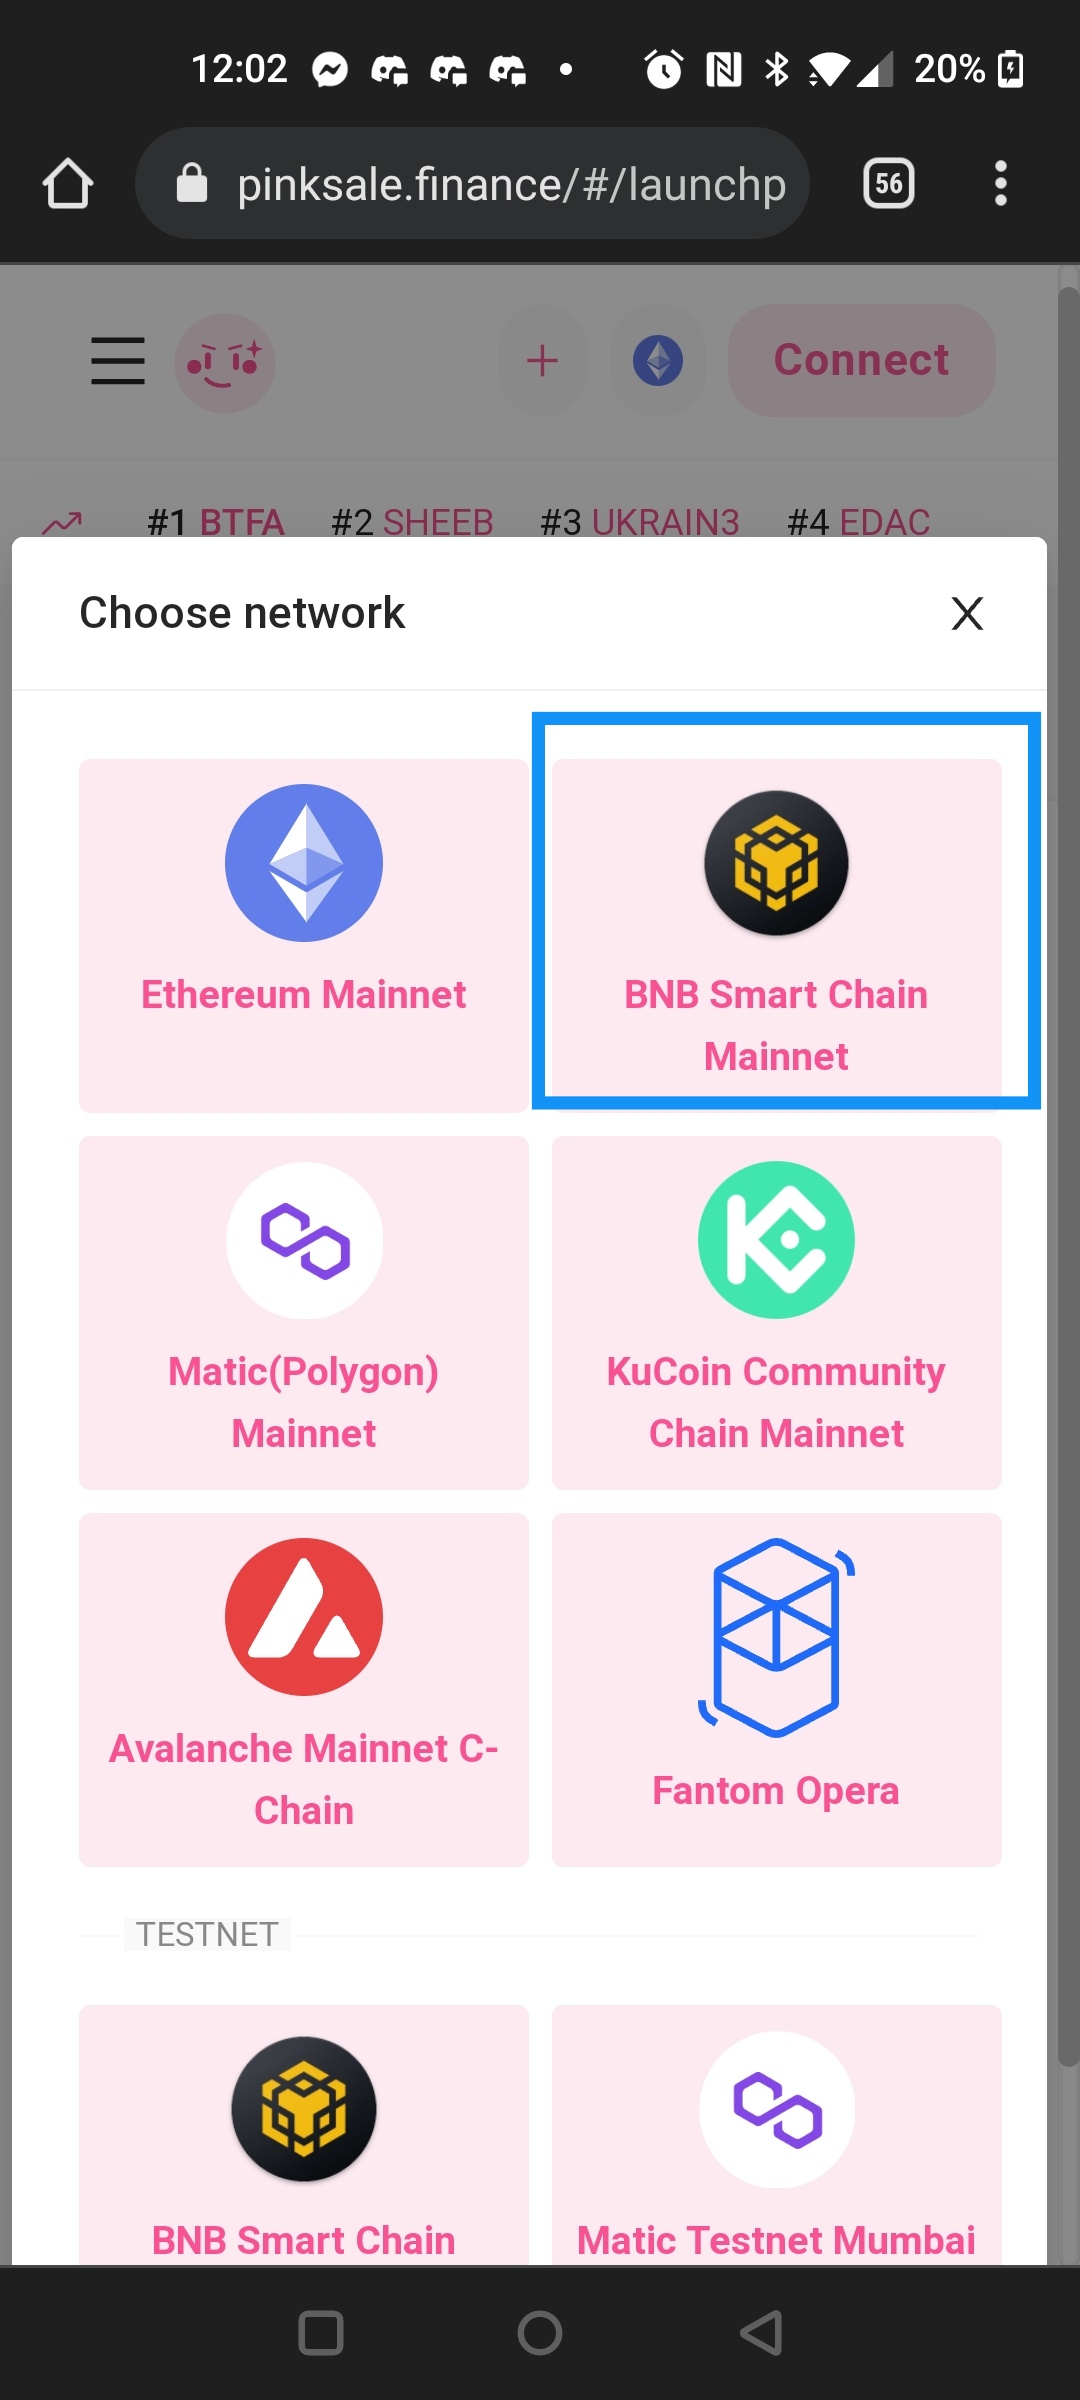 12:02
20%
pinksale.finance/#/launchp
56
Connect
#1 BTFA #2 SHEEB #3 UKRAIN3 #4 EDAC
Choose network
X
Ethereum Mainnet
BNB Smart Chain
Mainnet
Matic(Polygon)
Mainnet
KuCoin Community
Chain Mainnet
Avalanche Mainnet C-
Chain
Fantom Opera
TESTNET
BNB Smart Chain
Matic Testnet Mumbai